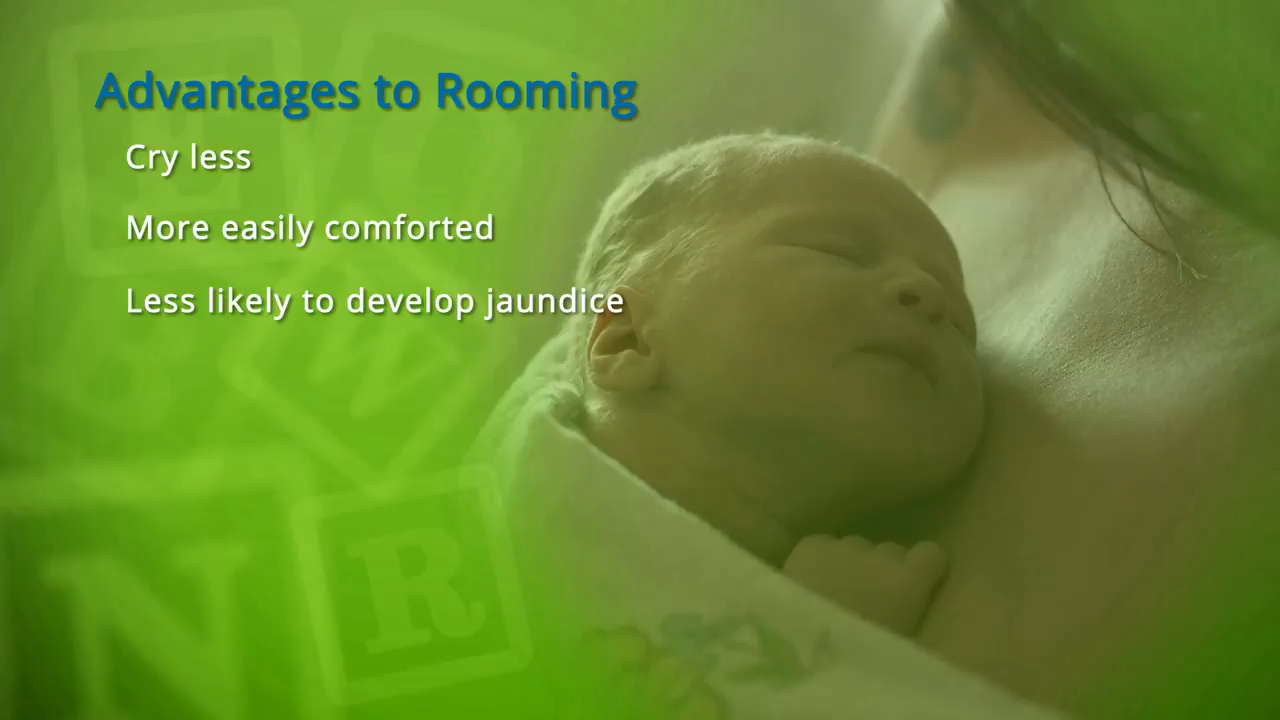 Advantages to Rooming
Cry less
More easily comforted
Less likely to develop jaundice
E
W
N
R